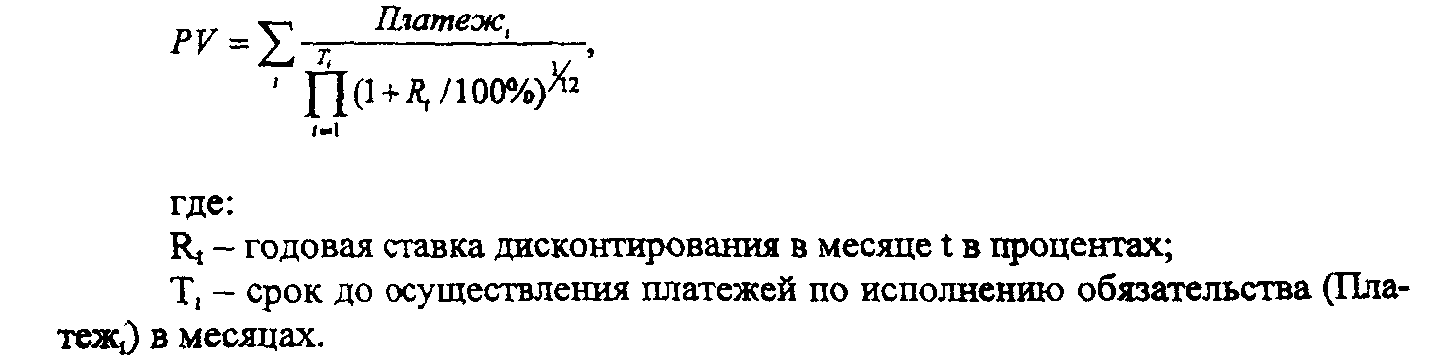 PV = ∑_i Платеж_i / ∏_{t=1}^{T_i} (1 + R_t /100%)^{1/12},
где:
R_t – годовая ставка дисконтирования в месяце t в процентах;
T_i – срок до осуществления платежей по исполнению обязательства (Пла-
теж_i) в месяцах.